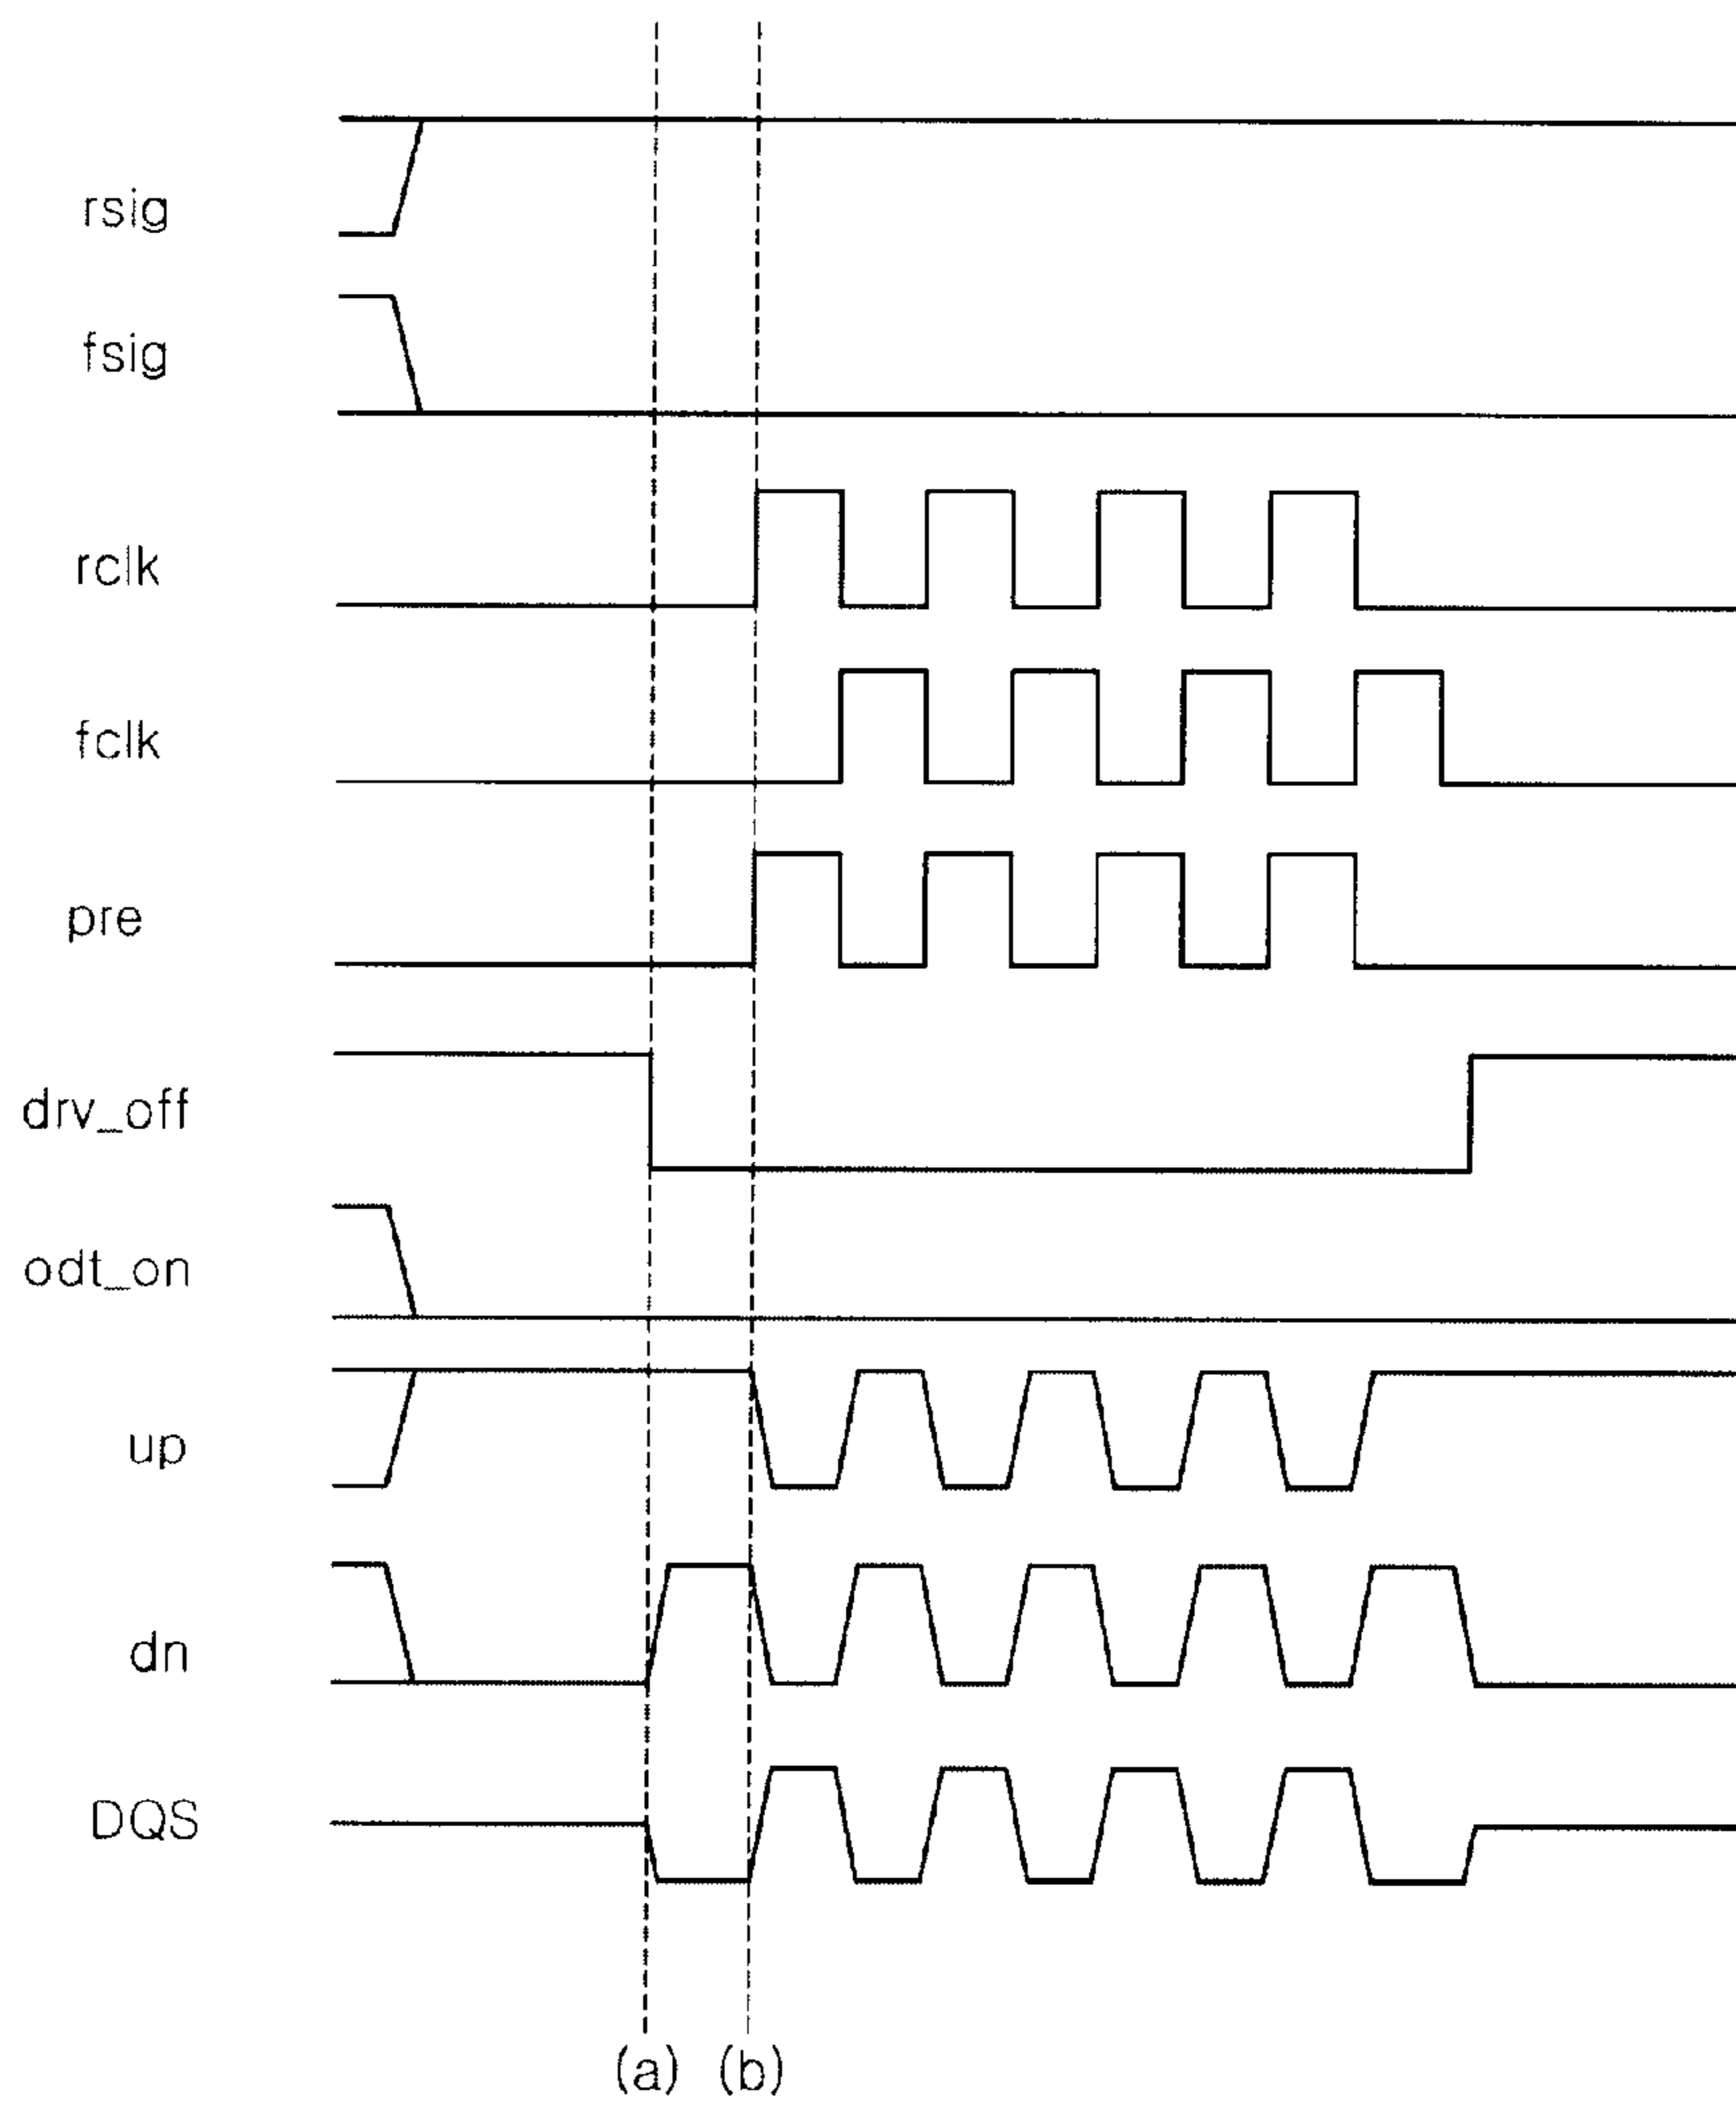 rsig
fsig
rclk
fclk
pre
drv_off
odt_on
up
dn
DQS
(a) (b)